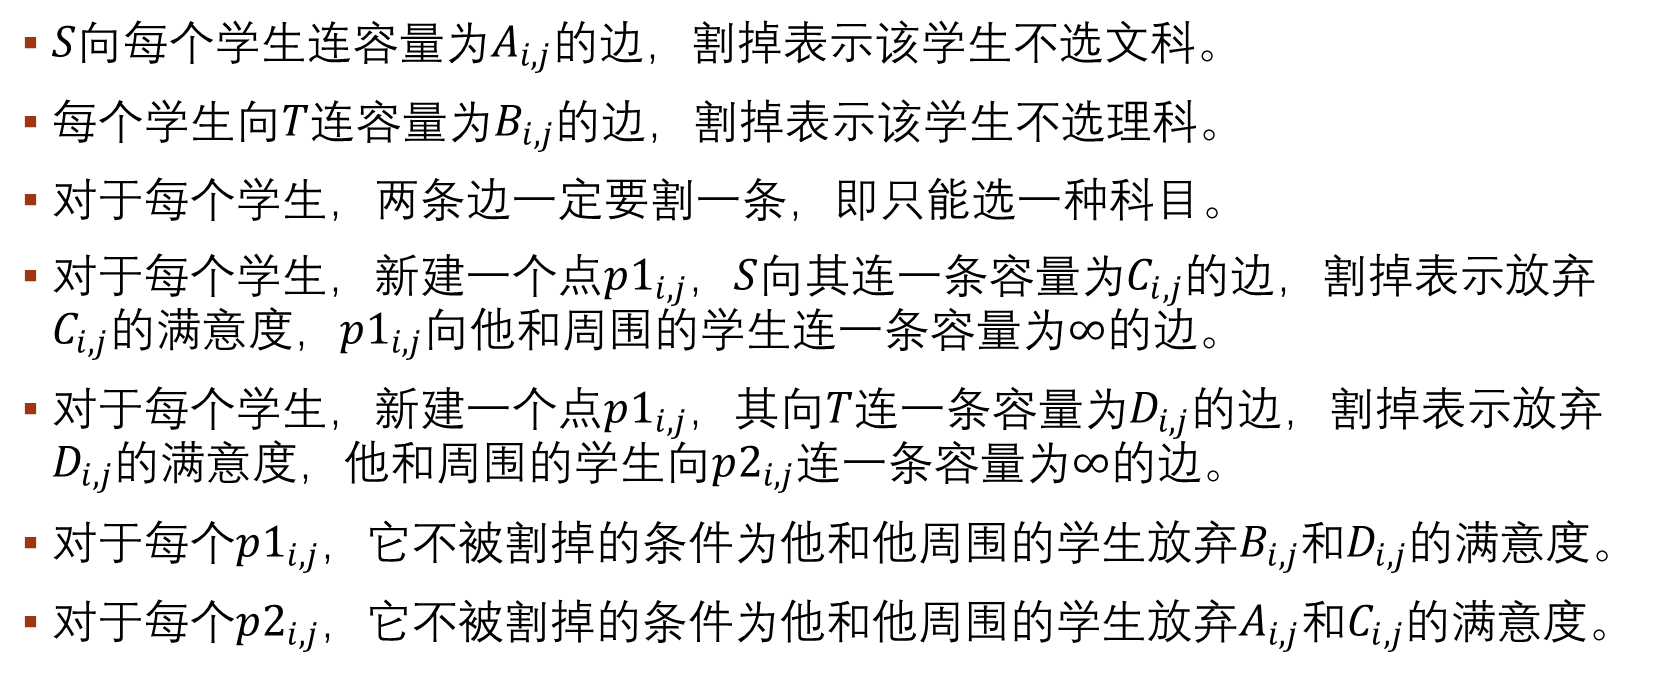 ▪ S向每个学生连容量为A_{i,j}的边，割掉表示该学生不选文科。
▪ 每个学生向T连容量为B_{i,j}的边，割掉表示该学生不选理科。
▪ 对于每个学生，两条边一定要割一条，即只能选一种科目。
▪ 对于每个学生，新建一个点p1_{i,j}，S向其连一条容量为C_{i,j}的边，割掉表示放弃
C_{i,j}的满意度，p1_{i,j}向他和周围的学生连一条容量为∞的边。
▪ 对于每个学生，新建一个点p1_{i,j}，其向T连一条容量为D_{i,j}的边，割掉表示放弃
D_{i,j}的满意度，他和周围的学生向p2_{i,j}连一条容量为∞的边。
▪ 对于每个p1_{i,j}，它不被割掉的条件为他和他周围的学生放弃B_{i,j}和D_{i,j}的满意度。
▪ 对于每个p2_{i,j}，它不被割掉的条件为他和他周围的学生放弃A_{i,j}和C_{i,j}的满意度。